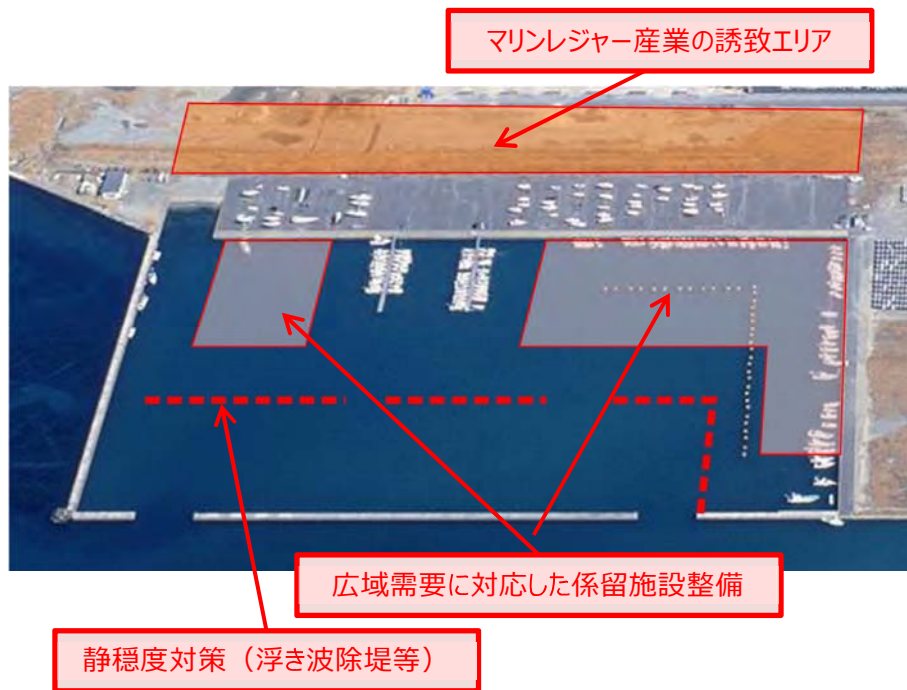 マリンレジャー産業の誘致エリア
広域需要に対応した係留施設整備
静穏度対策（浮き波除堤等）